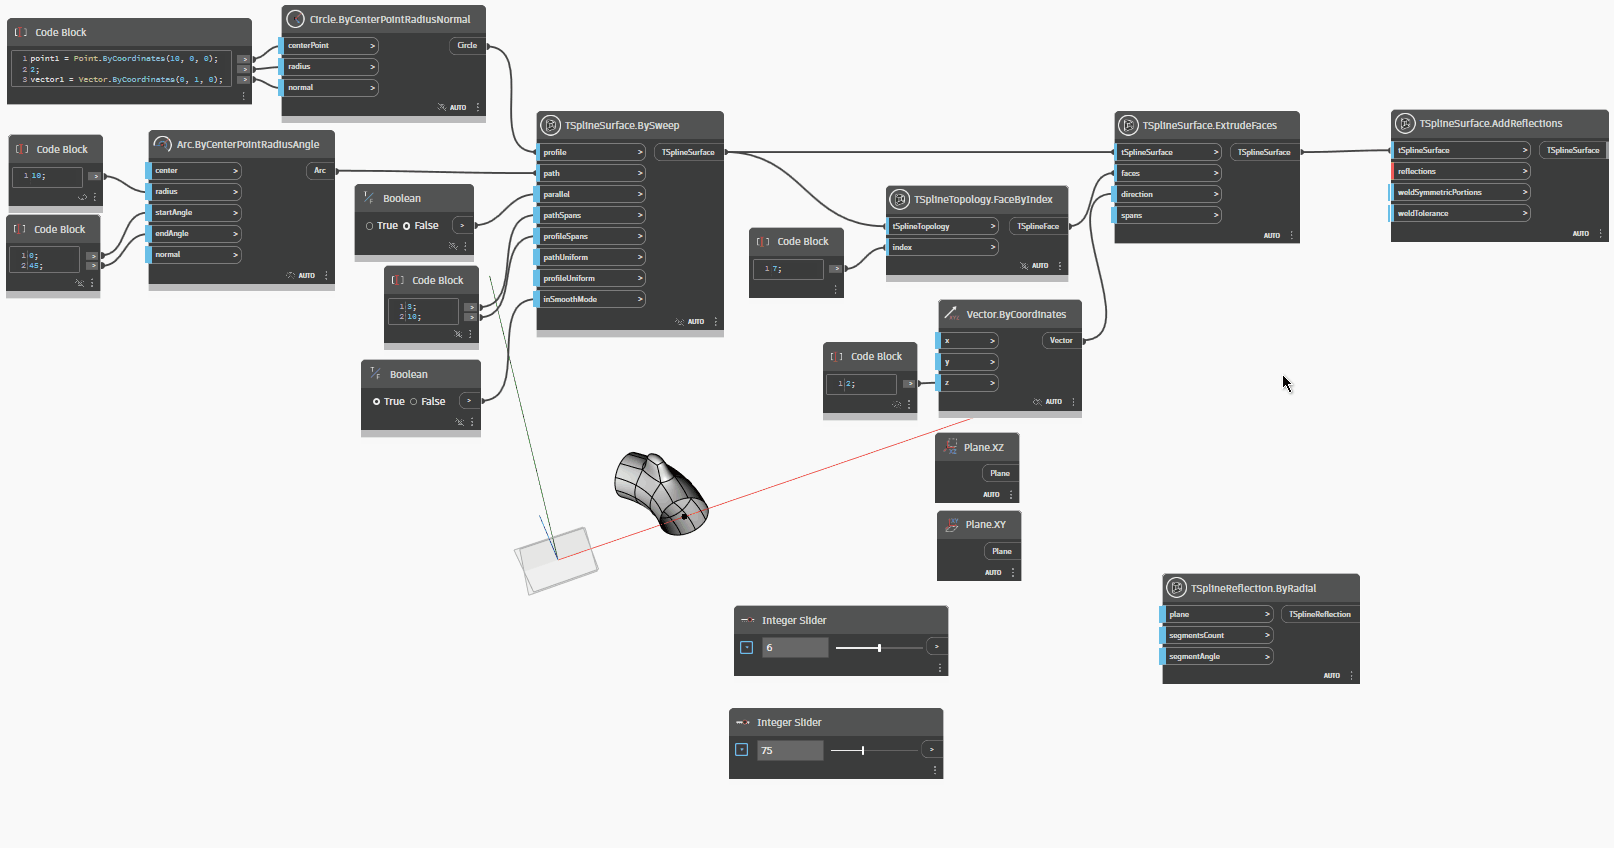 Code Block
1 point1 = Point.ByCoordinates(10, 0, 0);
2 2;
3 vector1 = Vector.ByCoordinates(0, 1, 0);
>
>
>
Circle.ByCenterPointRadiusNormal
centerPoint >
Circle
radius >
normal >
AUTO
Code Block
1 10;
>
Code Block
1 0;
2 45;
>
>
Arc.ByCenterPointRadiusAngle
center >
Arc
radius >
startAngle >
endAngle >
normal >
AUTO
Boolean
True False
>
Code Block
1 3;
2 10;
>
>
Boolean
True False
>
TSplineSurface.BySweep
profile >
TSplineSurface
path >
parallel >
pathSpans >
profileSpans >
pathUniform >
profileUniform >
inSmoothMode >
AUTO
Code Block
1 7;
>
TSplineTopology.FaceByIndex
tSplineTopology >
TSplineFace
index >
AUTO
Code Block
1 2;
>
Vector.ByCoordinates
x >
Vector
y >
z >
AUTO
TSplineSurface.ExtrudeFaces
tSplineSurface >
TSplineSurface
faces >
direction >
spans >
AUTO
TSplineSurface.AddReflections
tSplineSurface >
TSplineSurface
reflections >
weldSymmetricPortions >
weldTolerance >
AUTO
Plane.XZ
Plane
AUTO
Plane.XY
Plane
AUTO
Integer Slider
6
>
Integer Slider
75
>
TSplineReflection.ByRadial
plane >
TSplineReflection
segmentsCount >
segmentAngle >
AUTO